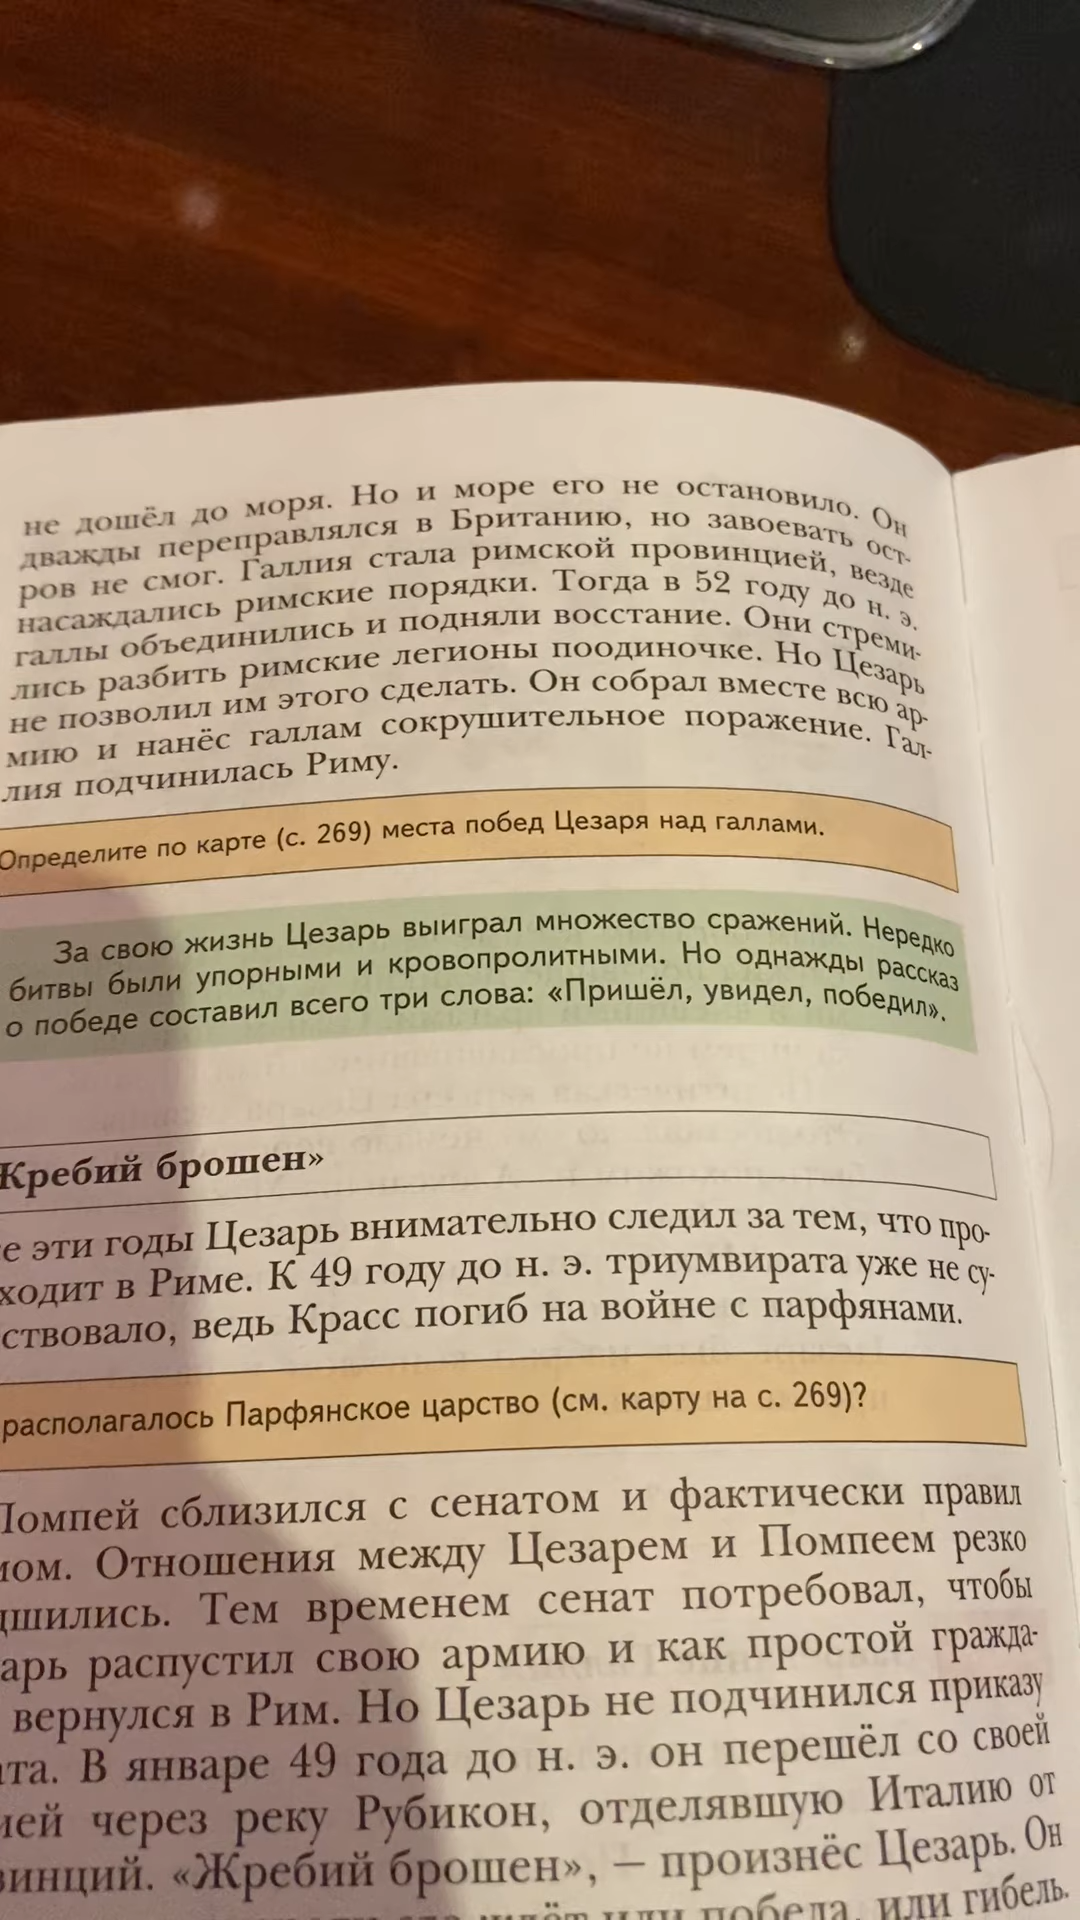 не дошёл до моря. Но и море его не остановило. Он
дважды переправлялся в Британию, но завоевать ост-
ров не смог. Галлия стала римской провинцией, везде
насаждались римские порядки. Тогда в 52 году до н. э.
галлы объединились и подняли восстание. Они стреми-
лись разбить римские легионы поодиночке. Но Цезарь
не позволил им этого сделать. Он собрал вместе всю ар-
мию и нанёс галлам сокрушительное поражение. Гал-
лия подчинилась Риму.
Определите по карте (с. 269) места побед Цезаря над галлами.
За свою жизнь Цезарь выиграл множество сражений. Нередко
битвы были упорными и кровопролитными. Но однажды рассказ
о победе составил всего три слова: «Пришёл, увидел, победил».
Жребий брошен»
е эти годы Цезарь внимательно следил за тем, что про-
ходит в Риме. К 49 году до н. э. триумвирата уже не су-
ствовало, ведь Красс погиб на войне с парфянами.
располагалось Парфянское царство (см. карту на с. 269)?
Помпей сблизился с сенатом и фактически правил
мом. Отношения между Цезарем и Помпеем резко
дшились. Тем временем сенат потребовал, чтобы
арь распустил свою армию и как простой гражда-
вернулся в Рим. Но Цезарь не подчинился приказу
ата. В январе 49 года до н. э. он перешёл со своей
ией через реку Рубикон, отделявшую Италию от
винций. «Жребий брошен», — произнёс Цезарь. Он
ждёт или победа, или гибель.